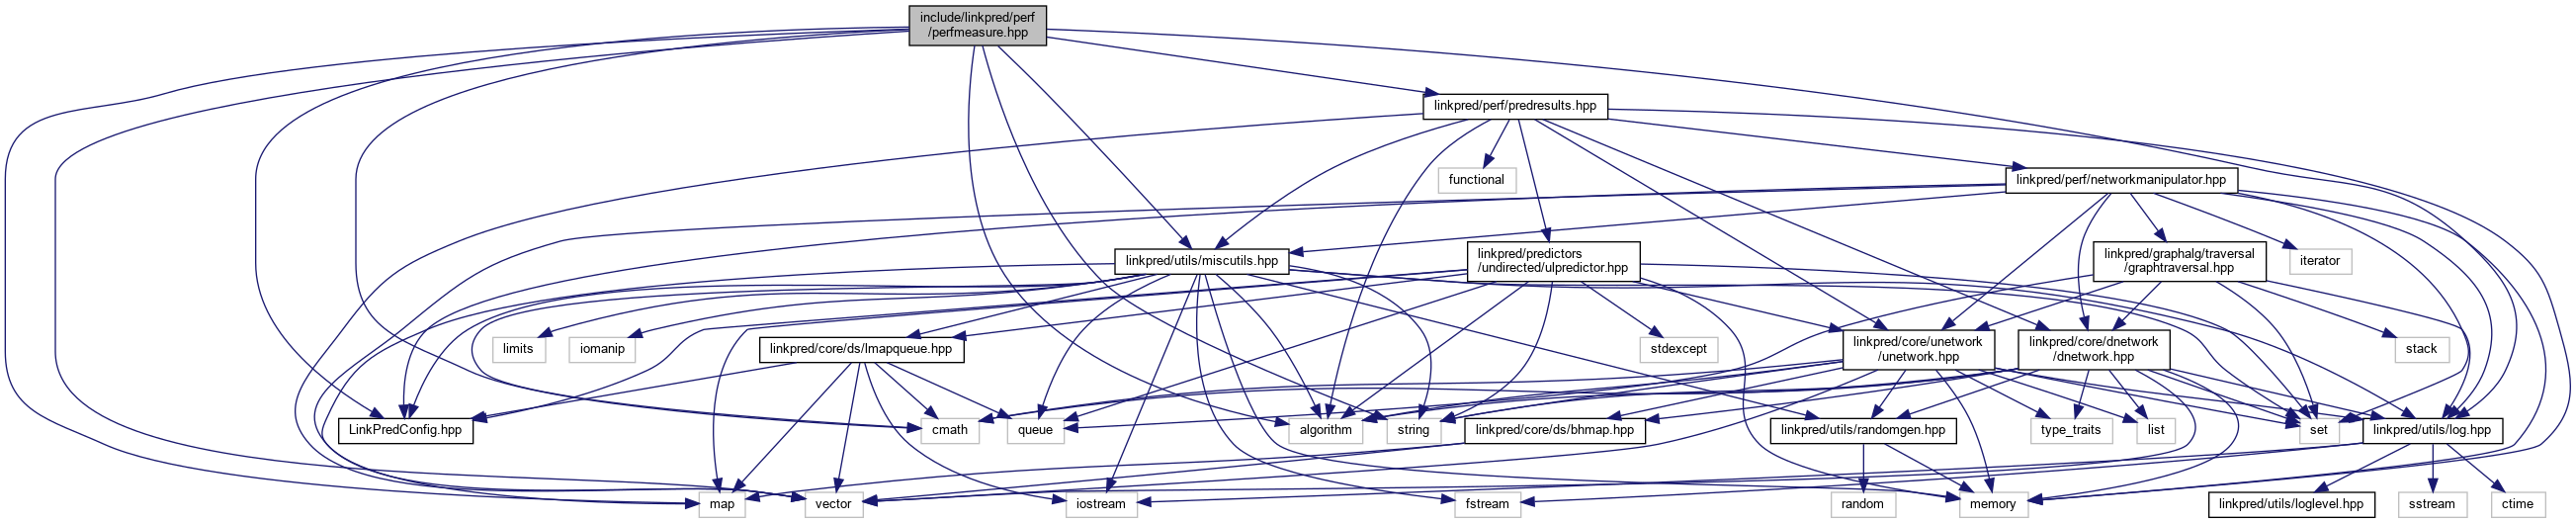 include/linkpred/perf
/perfmeasure.hpp
linkpred/perf/predresults.hpp
functional
linkpred/perf/networkmanipulator.hpp
linkpred/utils/miscutils.hpp
linkpred/predictors
/undirected/ulpredictor.hpp
linkpred/graphalg/traversal
/graphtraversal.hpp
iterator
limits
iomanip
linkpred/core/ds/lmapqueue.hpp
stdexcept
linkpred/core/unetwork
/unetwork.hpp
linkpred/core/dnetwork
/dnetwork.hpp
stack
LinkPredConfig.hpp
cmath
queue
algorithm
string
linkpred/core/ds/bhmap.hpp
linkpred/utils/randomgen.hpp
type_traits
list
set
linkpred/utils/log.hpp
map
vector
iostream
fstream
random
memory
linkpred/utils/loglevel.hpp
sstream
ctime